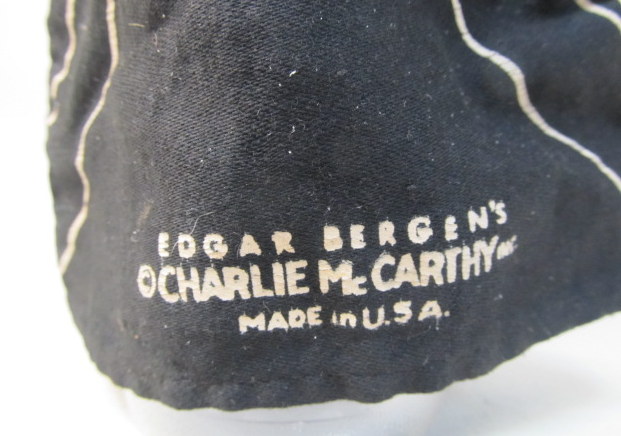 EDGAR BERGEN'S
©CHARLIE McCARTHY INC.
MADE in U.S.A.